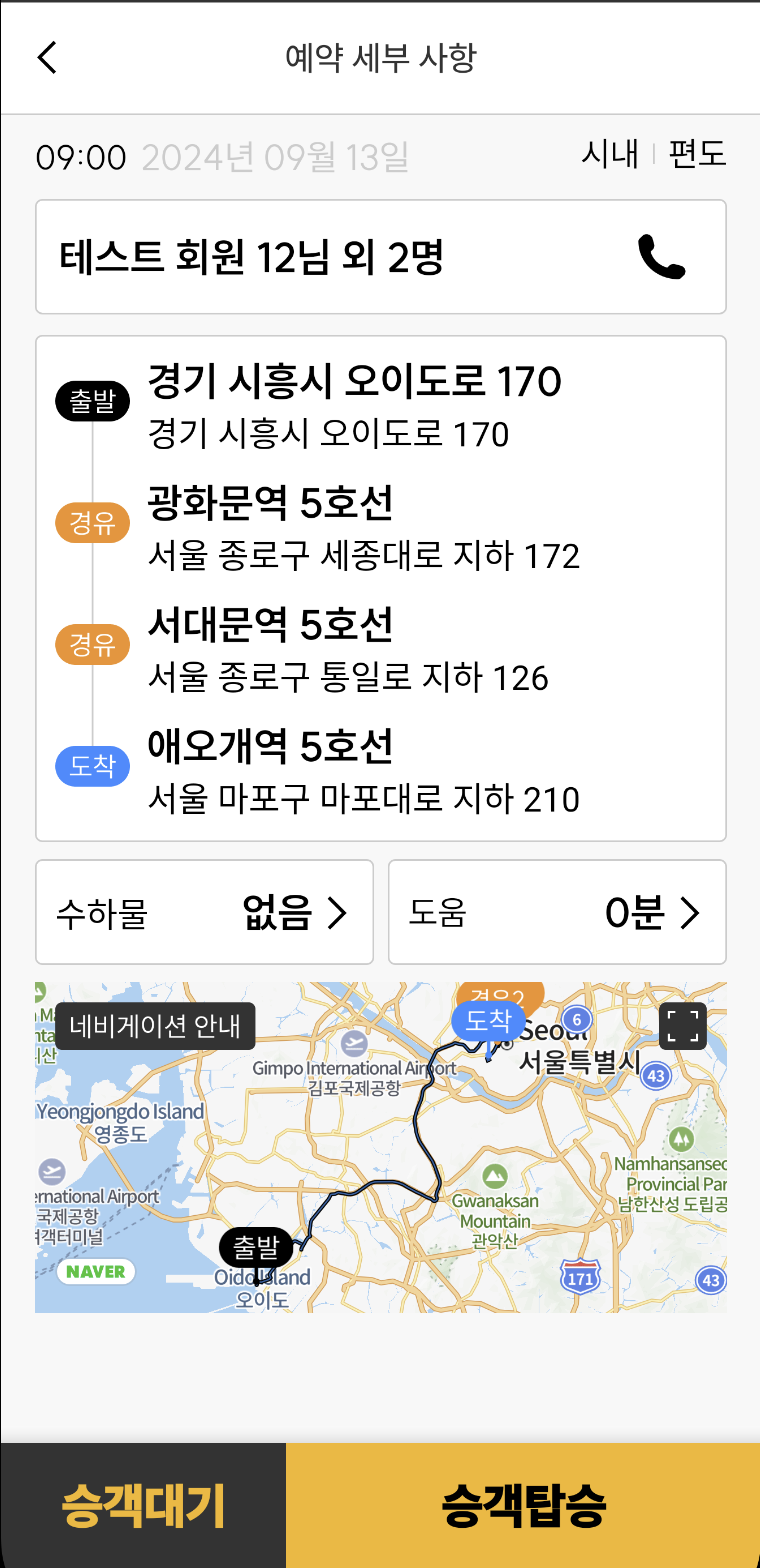 예약 세부 사항
09:00 2024년 09월 13일 시내 | 편도
테스트 회원 12님 외 2명
출발 경기 시흥시 오이도로 170
경기 시흥시 오이도로 170
경유 광화문역 5호선
서울 종로구 세종대로 지하 172
경유 서대문역 5호선
서울 종로구 통일로 지하 126
도착 애오개역 5호선
서울 마포구 마포대로 지하 210
수하물 없음
도움 0분
네비게이션 안내
경유2
도착
6
Seoul
서울특별시
43
Gimpo International Airport
김포국제공항
Yeongjongdo Island
영종도
Namhansanseo
Provincial Par
남한산성 도립공
ernational Airport
국제공항
여객터미널
Gwanaksan
Mountain
관악산
출발
NAVER
Oido Island
오이도
171
43
승객대기
승객탑승